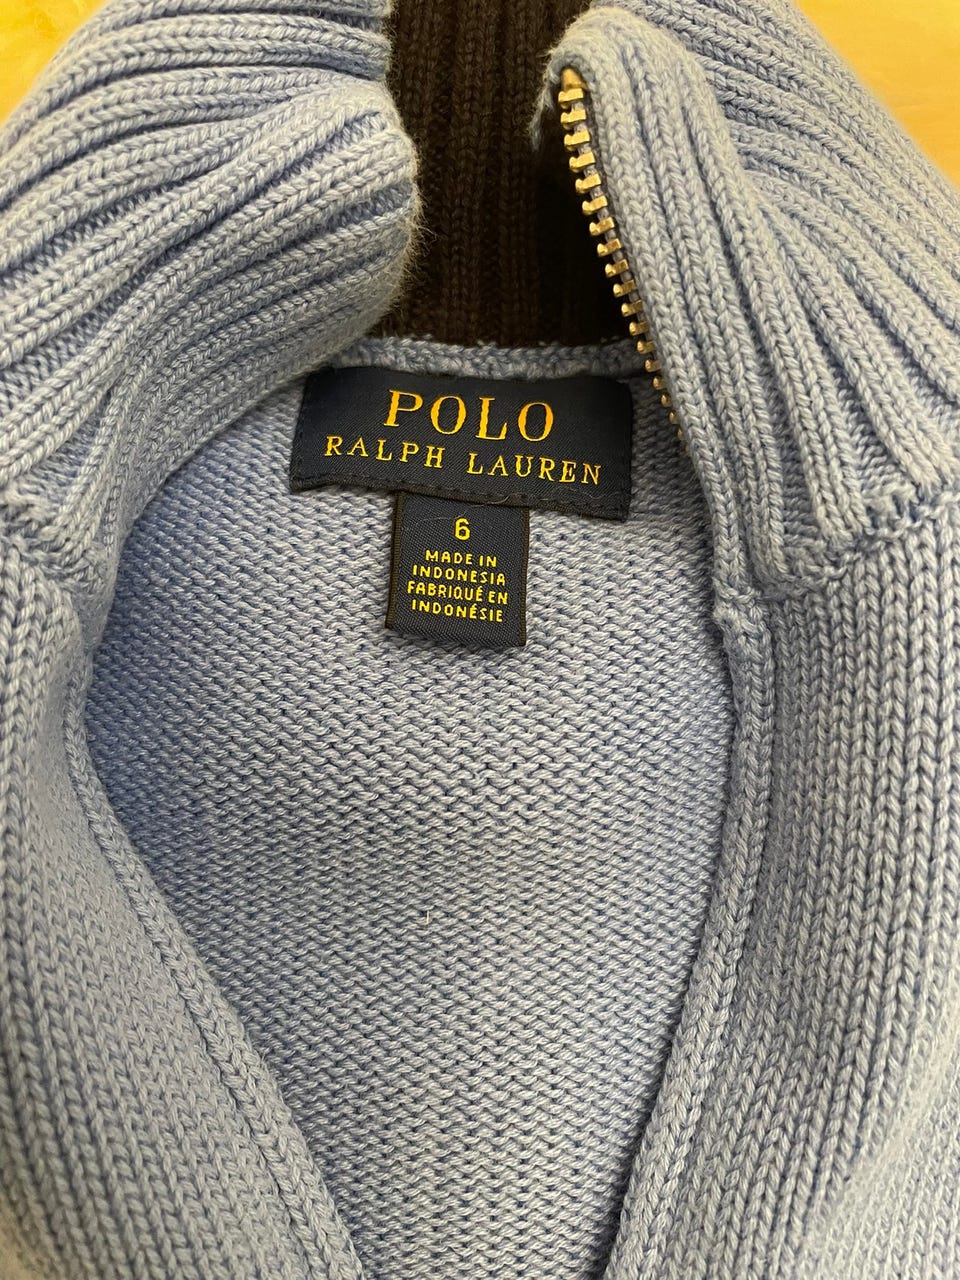 POLO
RALPH LAUREN
6
MADE IN
INDONESIA
FABRIQUÉ EN
INDONÉSIE